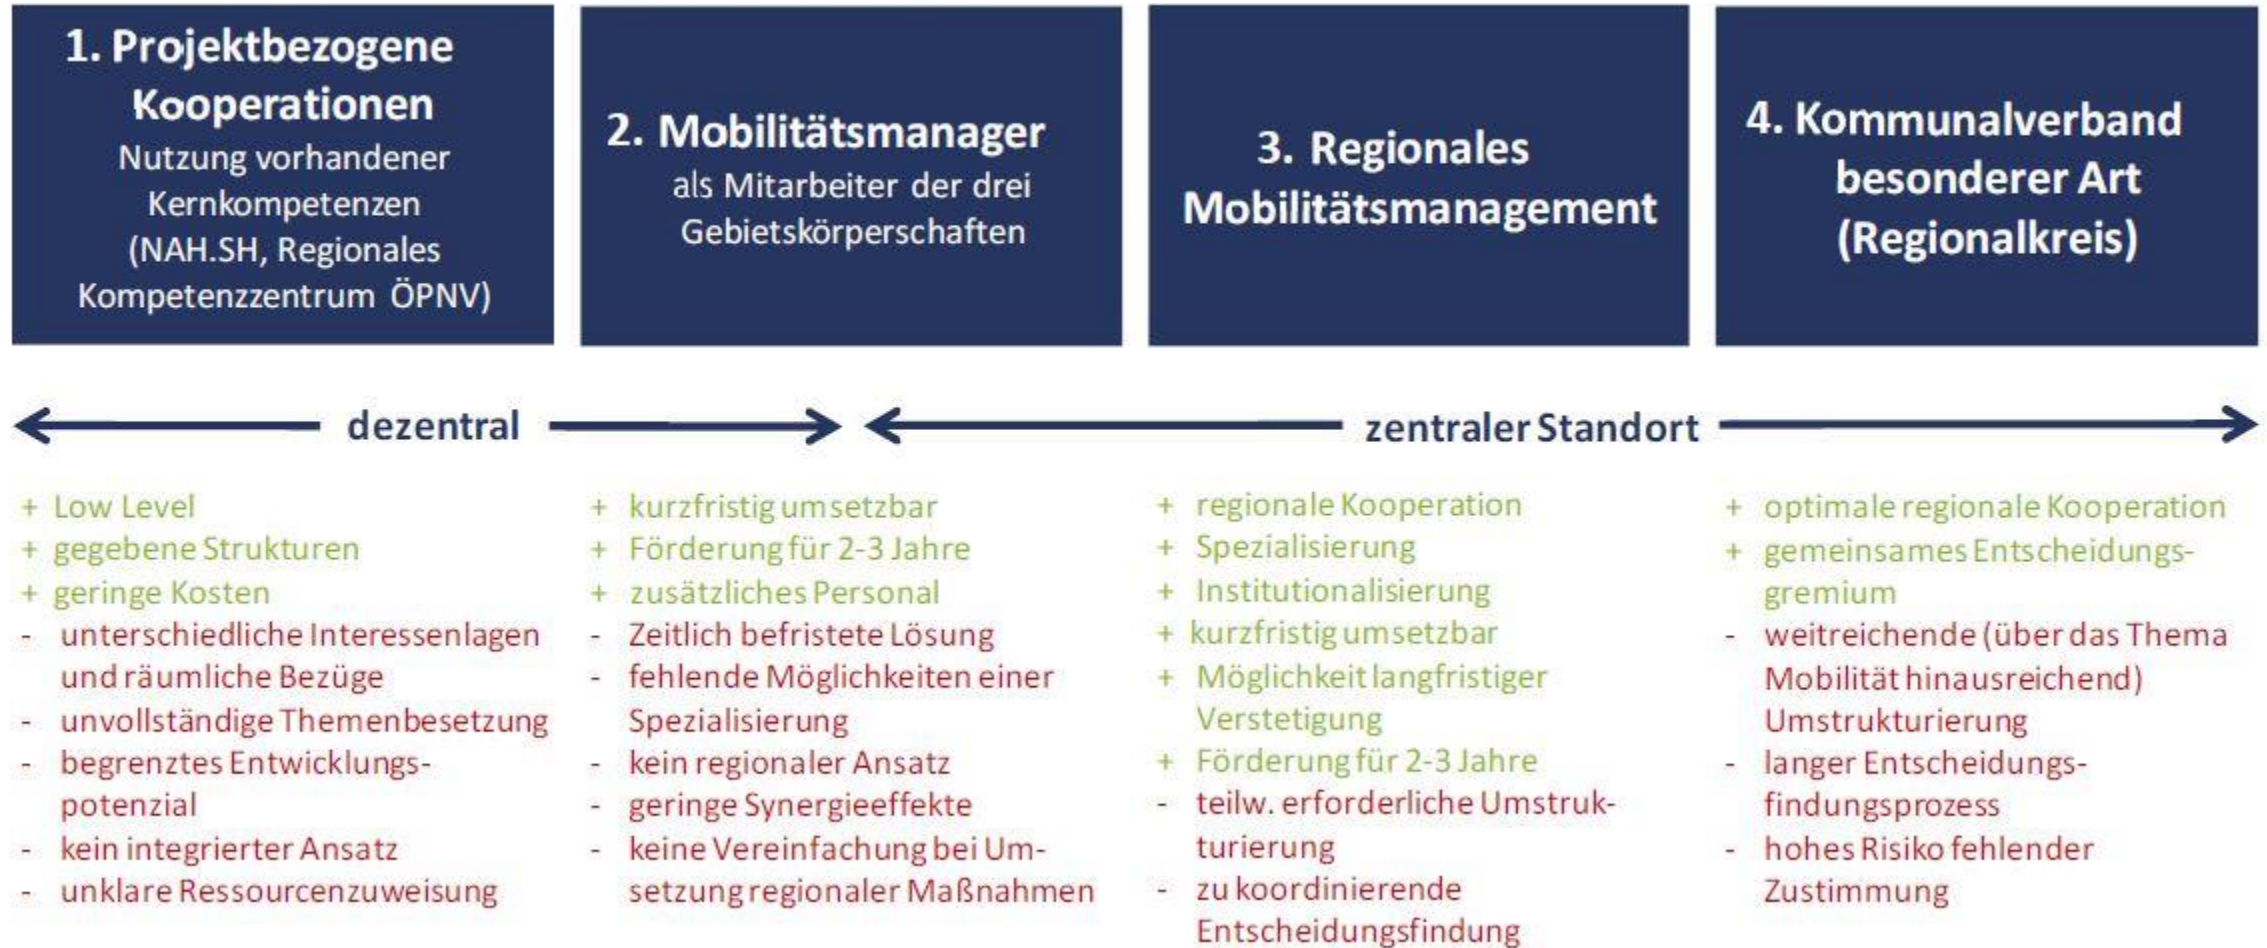 1. Projektbezogene
Kooperationen
Nutzung vorhandener
Kernkompetenzen
(NAH.SH, Regionales
Kompetenzzentrum ÖPNV)
2. Mobilitätsmanager
als Mitarbeiter der drei
Gebietskörperschaften
3. Regionales
Mobilitätsmanagement
4. Kommunalverband
besonderer Art
(Regionalkreis)
dezentral
zentraler Standort
+ Low Level
+ gegebene Strukturen
+ geringe Kosten
- unterschiedliche Interessenlagen
und räumliche Bezüge
- unvollständige Themenbesetzung
- begrenztes Entwicklungs-
potenzial
- kein integrierter Ansatz
- unklare Ressourcenzuweisung
+ kurzfristig umsetzbar
+ Förderung für 2-3 Jahre
+ zusätzliches Personal
- Zeitlich befristete Lösung
- fehlende Möglichkeiten einer
Spezialisierung
- kein regionaler Ansatz
- geringe Synergieeffekte
- keine Vereinfachung bei Um-
setzung regionaler Maßnahmen
+ regionale Kooperation
+ Spezialisierung
+ Institutionalisierung
+ kurzfristig umsetzbar
+ Möglichkeit langfristiger
Verstetigung
+ Förderung für 2-3 Jahre
- teilw. erforderliche Umstruk-
turierung
- zu koordinierende
Entscheidungsfindung
+ optimale regionale Kooperation
+ gemeinsames Entscheidungs-
gremium
- weitreichende (über das Thema
Mobilität hinausreichend)
Umstrukturierung
- langer Entscheidungs-
findungsprozess
- hohes Risiko fehlender
Zustimmung